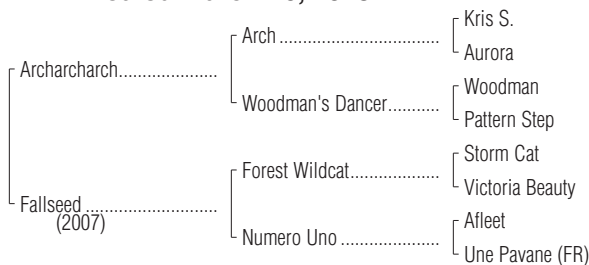 Kris S.
Arch ........................................
Aurora
Archarcharch.........................
Woodman
Woodman's Dancer.............
Pattern Step
Storm Cat
Forest Wildcat......................
Victoria Beauty
Fallseed .................................
(2007)
Afleet
Numero Uno .........................
Une Pavane (FR)